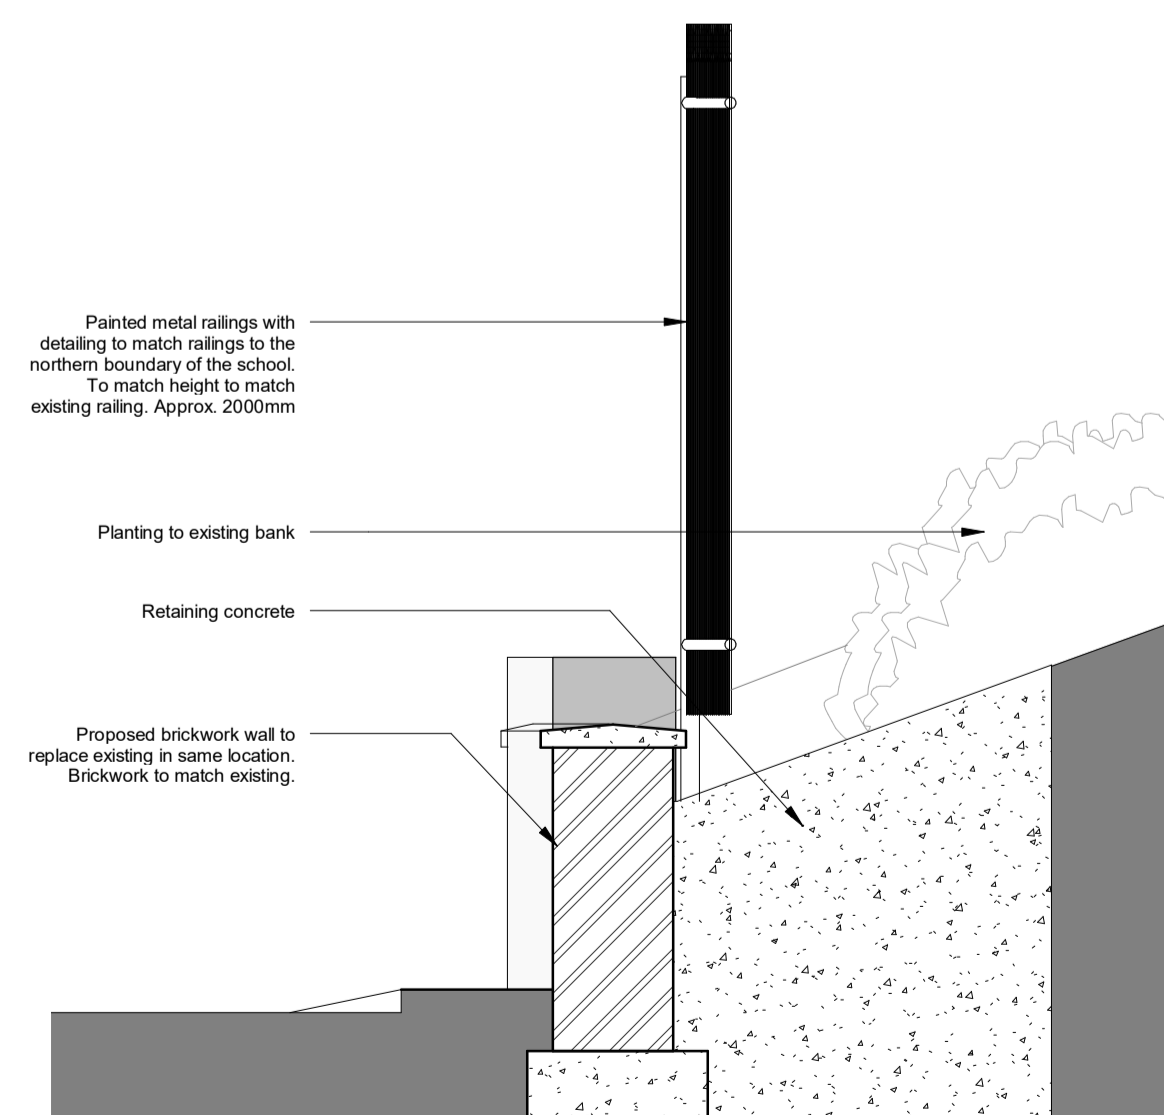 Painted metal railings with
detailing to match railings to the
northern boundary of the school.
To match height to match
existing railing. Approx. 2000mm
Planting to existing bank
Retaining concrete
Proposed brickwork wall to
replace existing in same location.
Brickwork to match existing.